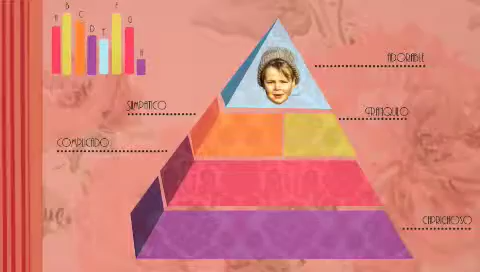 A
B
C
D
E
F
G
H
ADORABLE
SIMPATICO
TRANQUILO
COMPLICADO
CAPRICHOSO